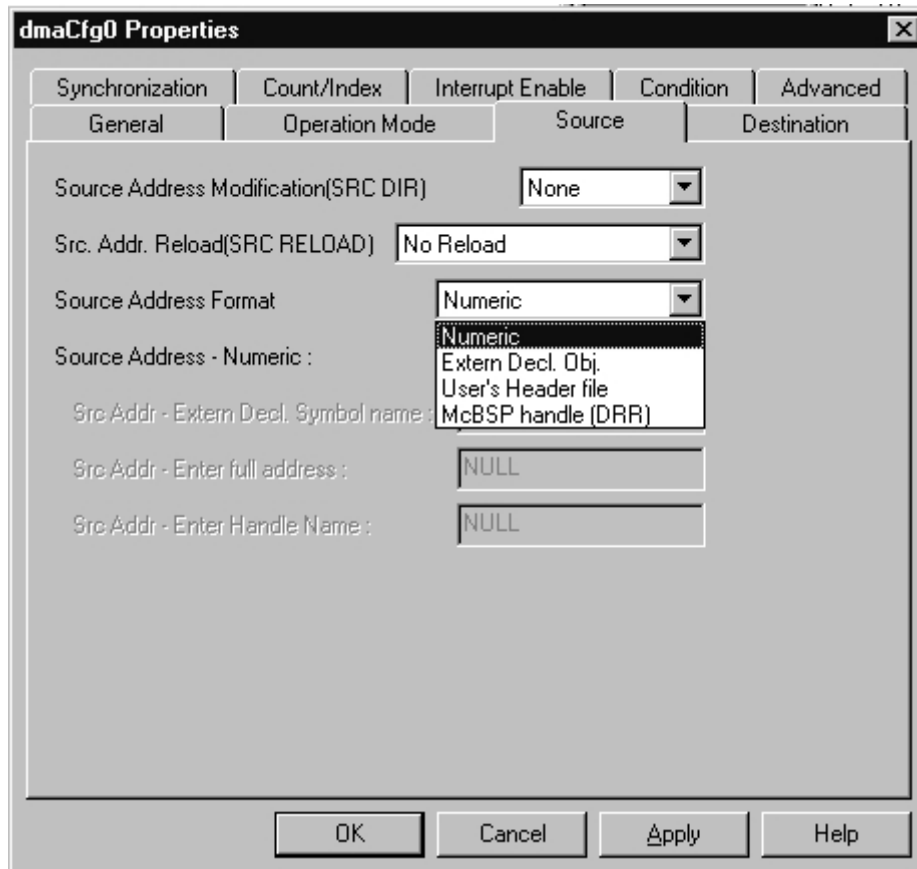 dmaCfg0 Properties
Synchronization Count/Index Interrupt Enable Condition Advanced
General Operation Mode Source Destination
Source Address Modification(SRC DIR) None
Src. Addr. Reload(SRC RELOAD) No Reload
Source Address Format Numeric
Numeric
Source Address - Numeric : Extern Decl. Obj.
User's Header file
Src Addr - Extern Decl. Symbol name : McBSP handle (DRR)
Src Addr - Enter full address : NULL
Src Addr - Enter Handle Name : NULL
OK Cancel Apply Help